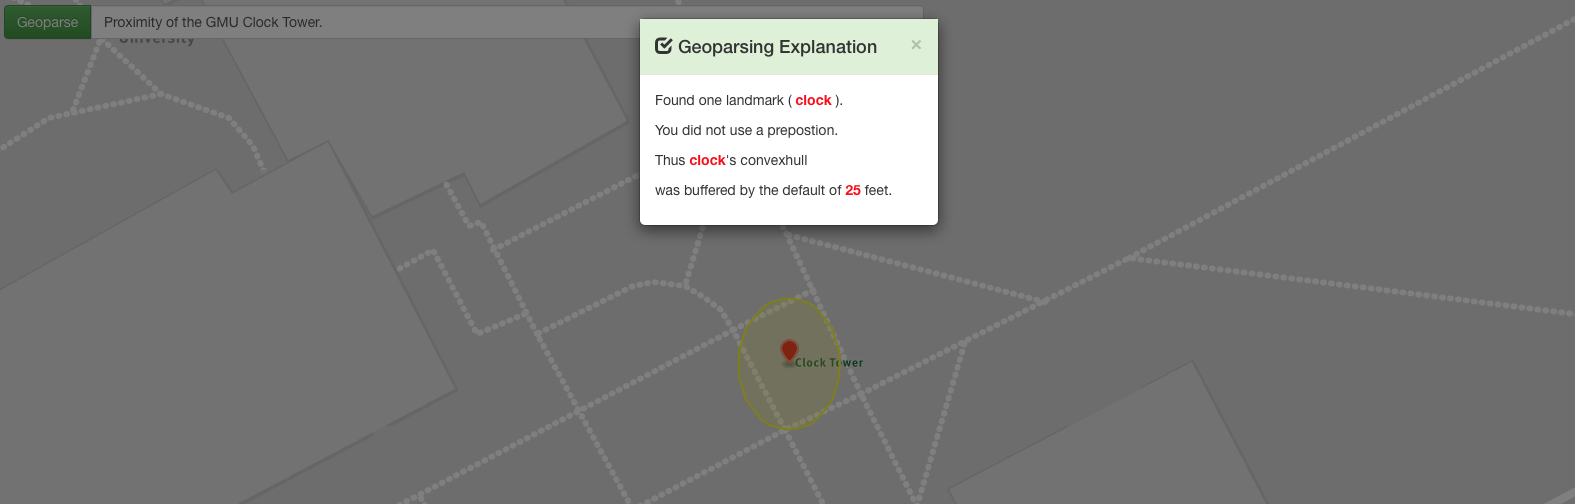 Geoparse Proximity of the GMU Clock Tower.
University
Geoparsing Explanation ×
Found one landmark ( clock ).
You did not use a prepostion.
Thus clock's convexhull
was buffered by the default of 25 feet.
Clock Tower